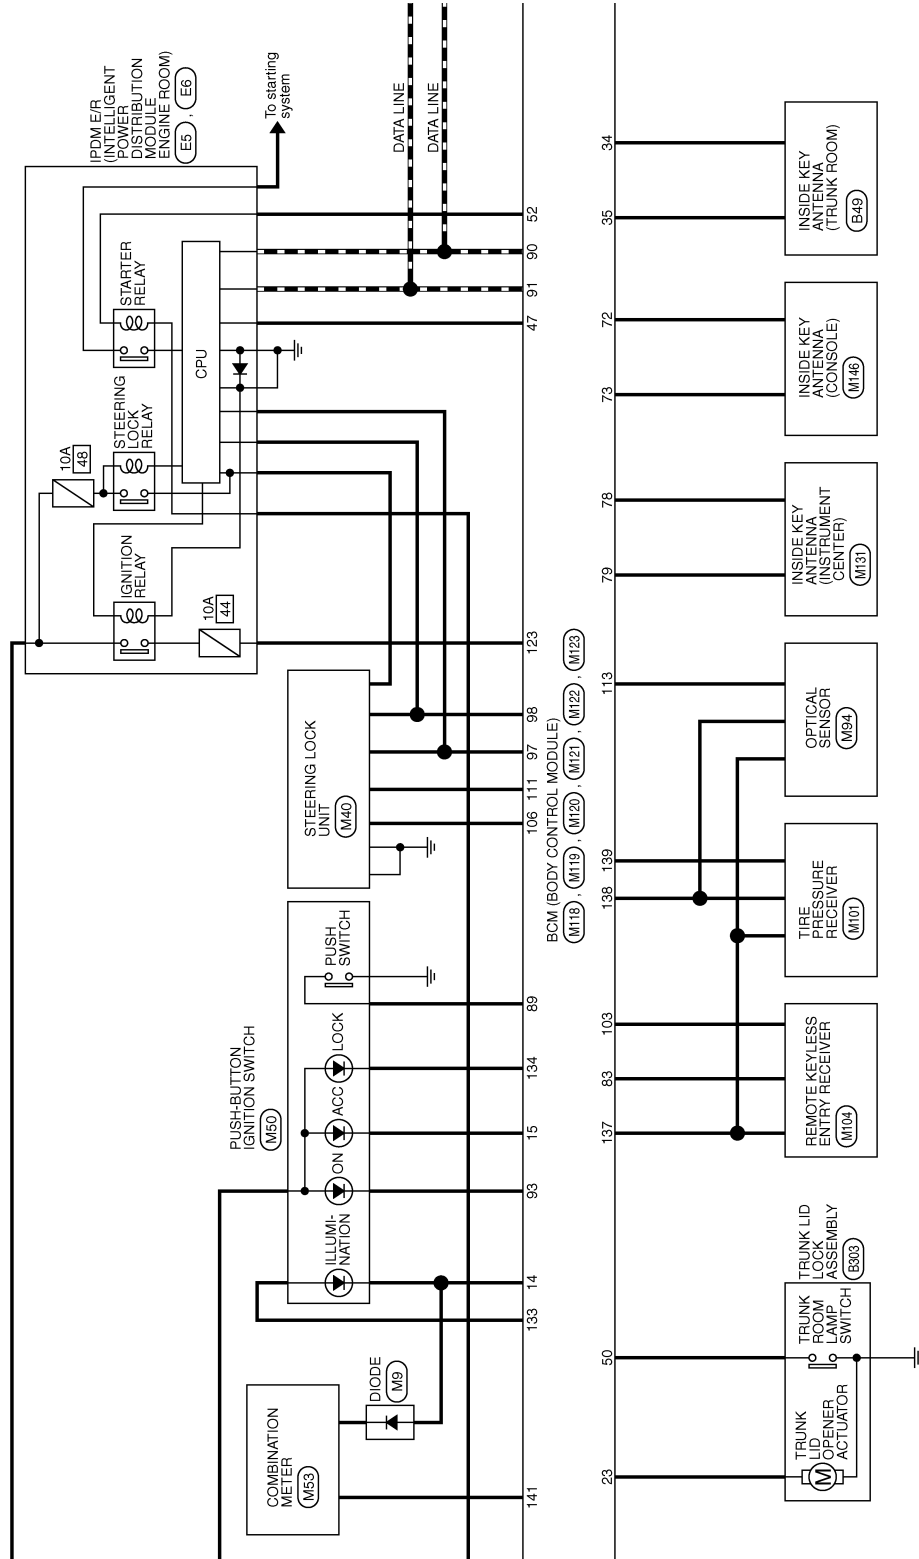 IPDM E/R
(INTELLIGENT
POWER
DISTRIBUTION
MODULE
ENGINE ROOM)
E5 , E6
To starting
system
DATA LINE
DATA LINE
STARTER
RELAY
CPU
STEERING
LOCK
RELAY
10A
48
IGNITION
RELAY
10A
44
52
90
91
47
123
98
97
111
106
89
134
15
93
14
133
141
STEERING LOCK
UNIT
M40
PUSH-BUTTON
IGNITION SWITCH
M50
PUSH
SWITCH
LOCK
ACC
ON
ILLUMI-
NATION
DIODE
M9
COMBINATION
METER
M53
BCM (BODY CONTROL MODULE)
M118 , M119 , M120 , M121 , M122 , M123
34
35
72
73
78
79
113
139
138
103
83
137
50
23
INSIDE KEY
ANTENNA
(TRUNK ROOM)
B49
INSIDE KEY
ANTENNA
(CONSOLE)
M146
INSIDE KEY
ANTENNA
(INSTRUMENT
CENTER)
M131
OPTICAL
SENSOR
M94
TIRE
PRESSURE
RECEIVER
M101
REMOTE KEYLESS
ENTRY RECEIVER
M104
TRUNK LID
LOCK
ASSEMBLY
B303
TRUNK
ROOM
LAMP
SWITCH
TRUNK
LID
OPENER
ACTUATOR
M